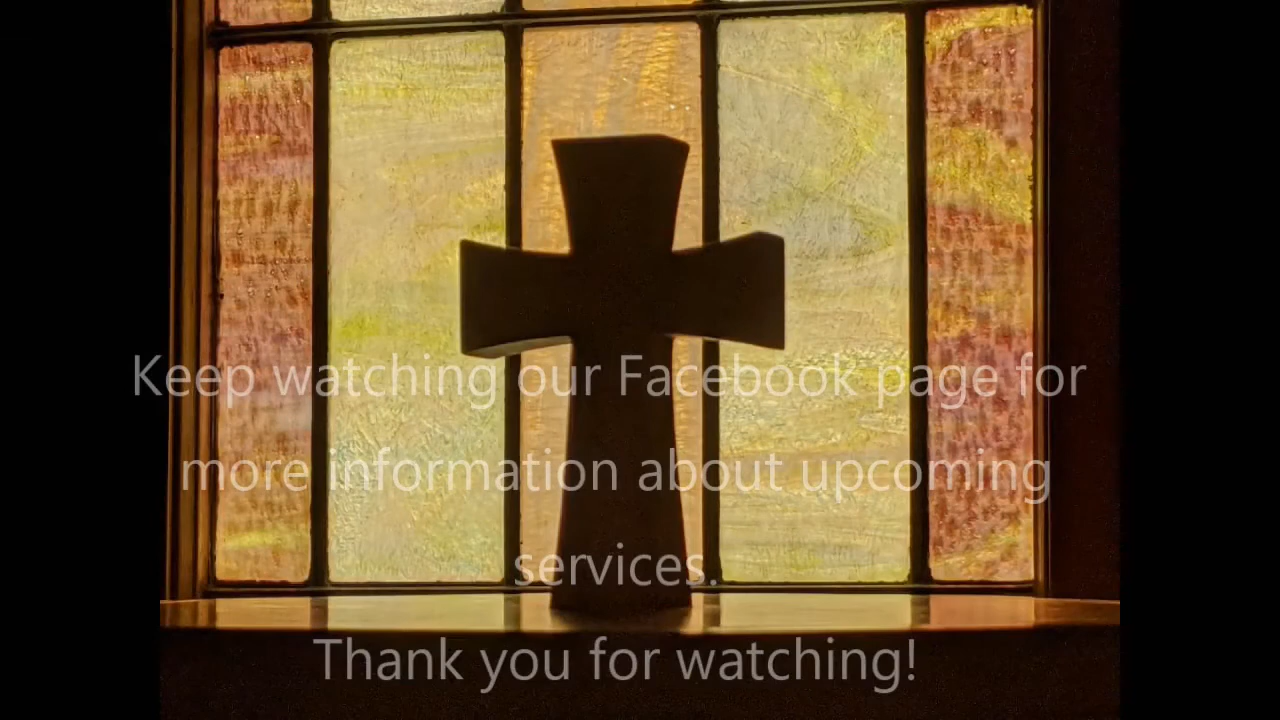 Keep watching our Facebook page for
more information about upcoming
services.
Thank you for watching!